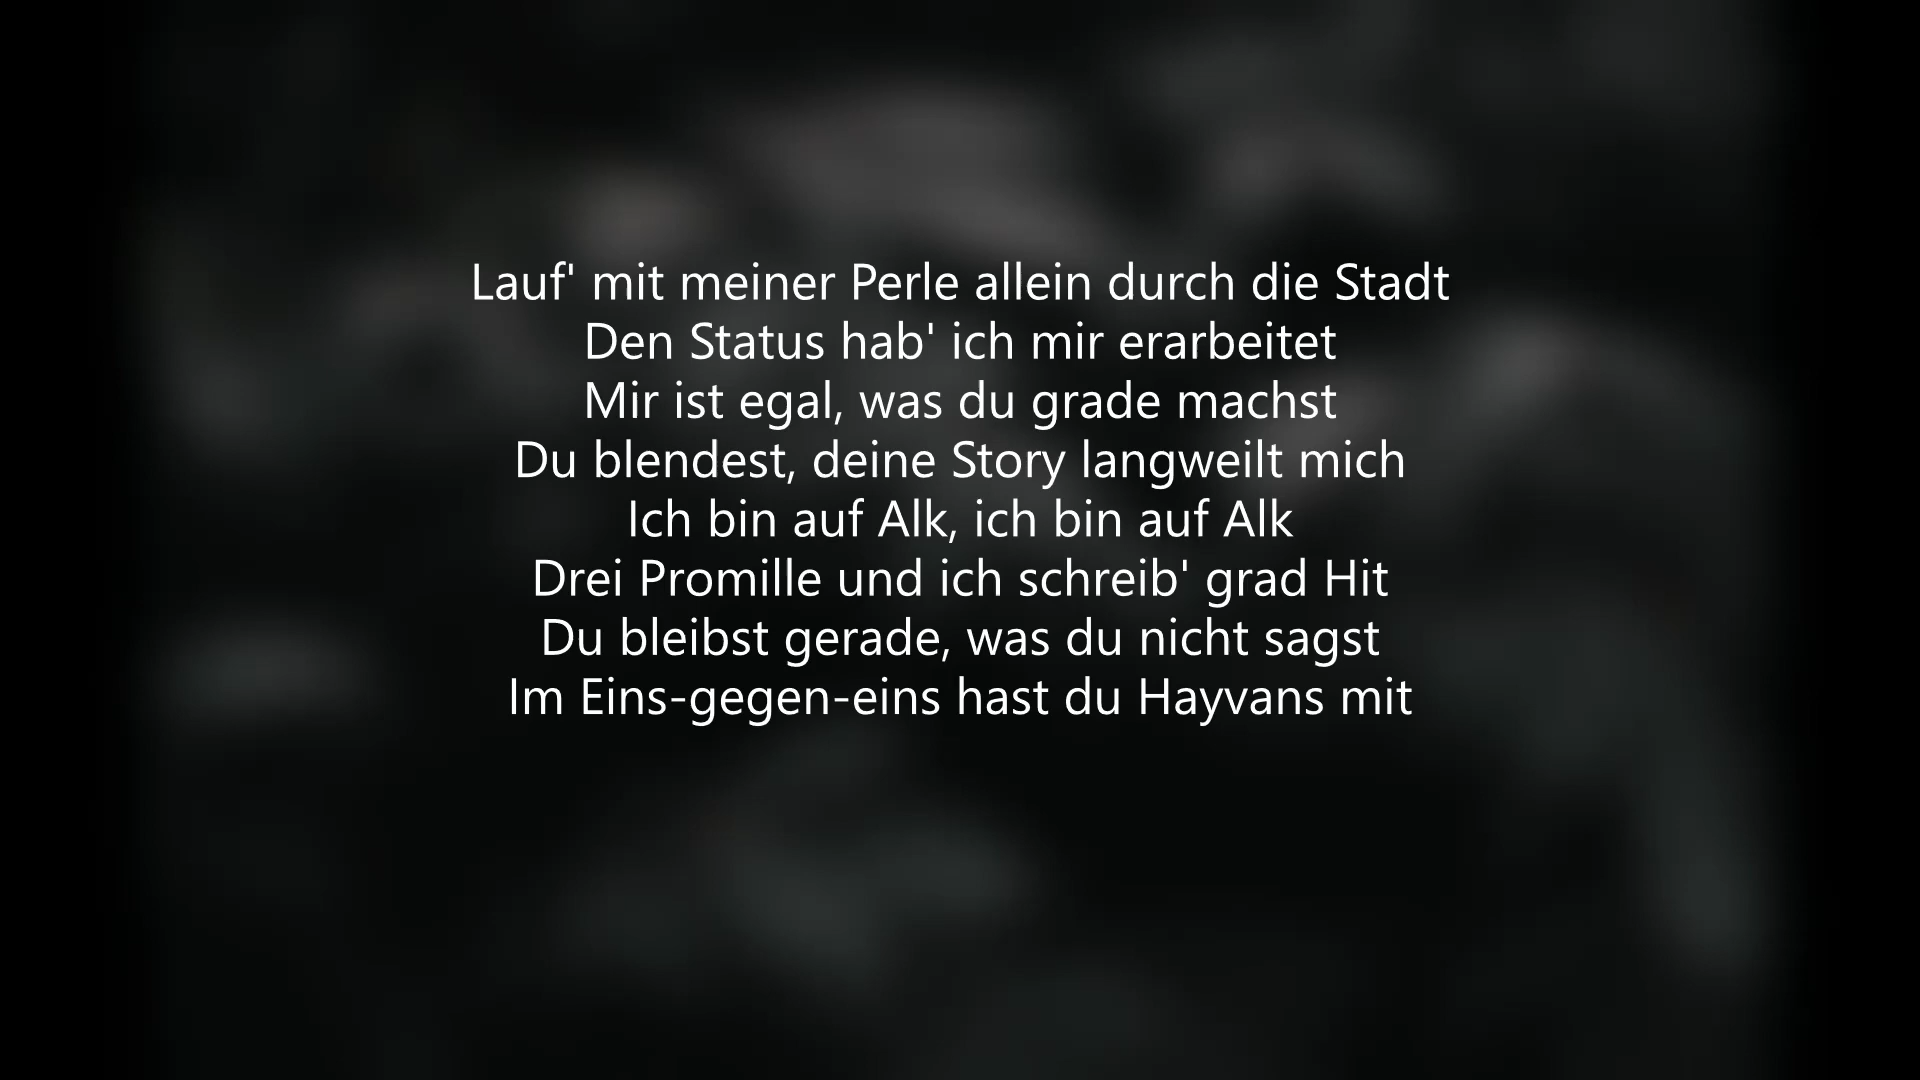 Lauf' mit meiner Perle allein durch die Stadt
Den Status hab' ich mir erarbeitet
Mir ist egal, was du grade machst
Du blendest, deine Story langweilt mich
Ich bin auf Alk, ich bin auf Alk
Drei Promille und ich schreib' grad Hit
Du bleibst gerade, was du nicht sagst
Im Eins-gegen-eins hast du Hayvans mit